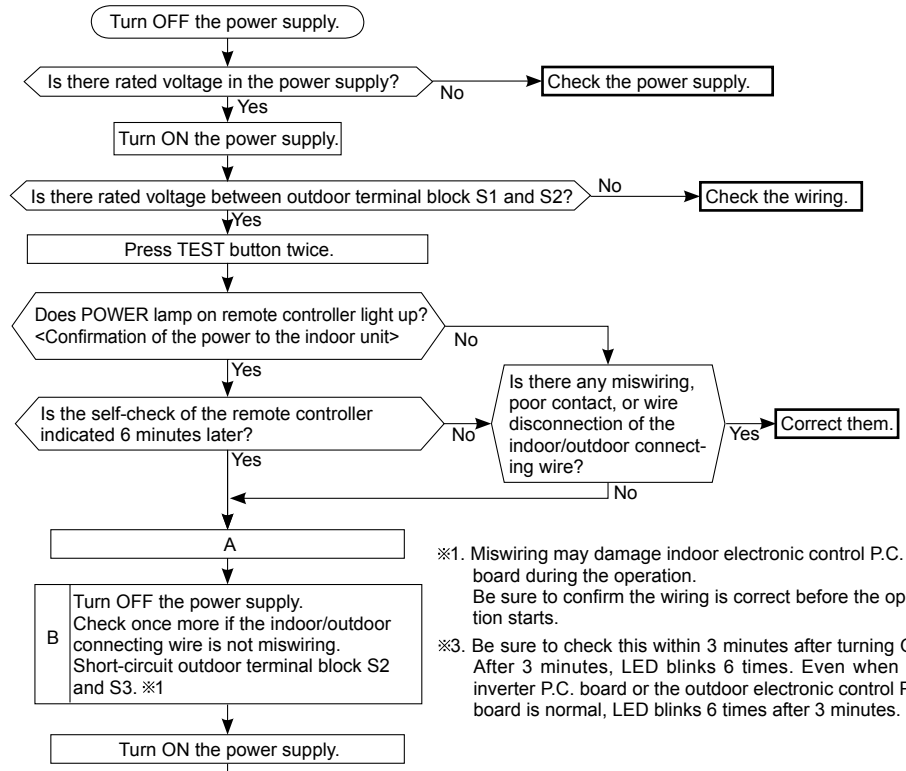 Turn OFF the power supply.
Is there rated voltage in the power supply?
No
Check the power supply.
Yes
Turn ON the power supply.
Is there rated voltage between outdoor terminal block S1 and S2?
No
Check the wiring.
Yes
Press TEST button twice.
Does POWER lamp on remote controller light up?
<Confirmation of the power to the indoor unit>
No
Yes
Is there any miswiring,
poor contact, or wire
disconnection of the
indoor/outdoor connect-
ing wire?
Is the self-check of the remote controller
indicated 6 minutes later?
No
Yes
Correct them.
Yes
No
A
B
Turn OFF the power supply.
Check once more if the indoor/outdoor
connecting wire is not miswiring.
Short-circuit outdoor terminal block S2
and S3. ※1
Turn ON the power supply.
※1. Miswiring may damage indoor electronic control P.C.
board during the operation.
Be sure to confirm the wiring is correct before the op
tion starts.
※3. Be sure to check this within 3 minutes after turning
After 3 minutes, LED blinks 6 times. Even when
inverter P.C. board or the outdoor electronic control
board is normal, LED blinks 6 times after 3 minutes.